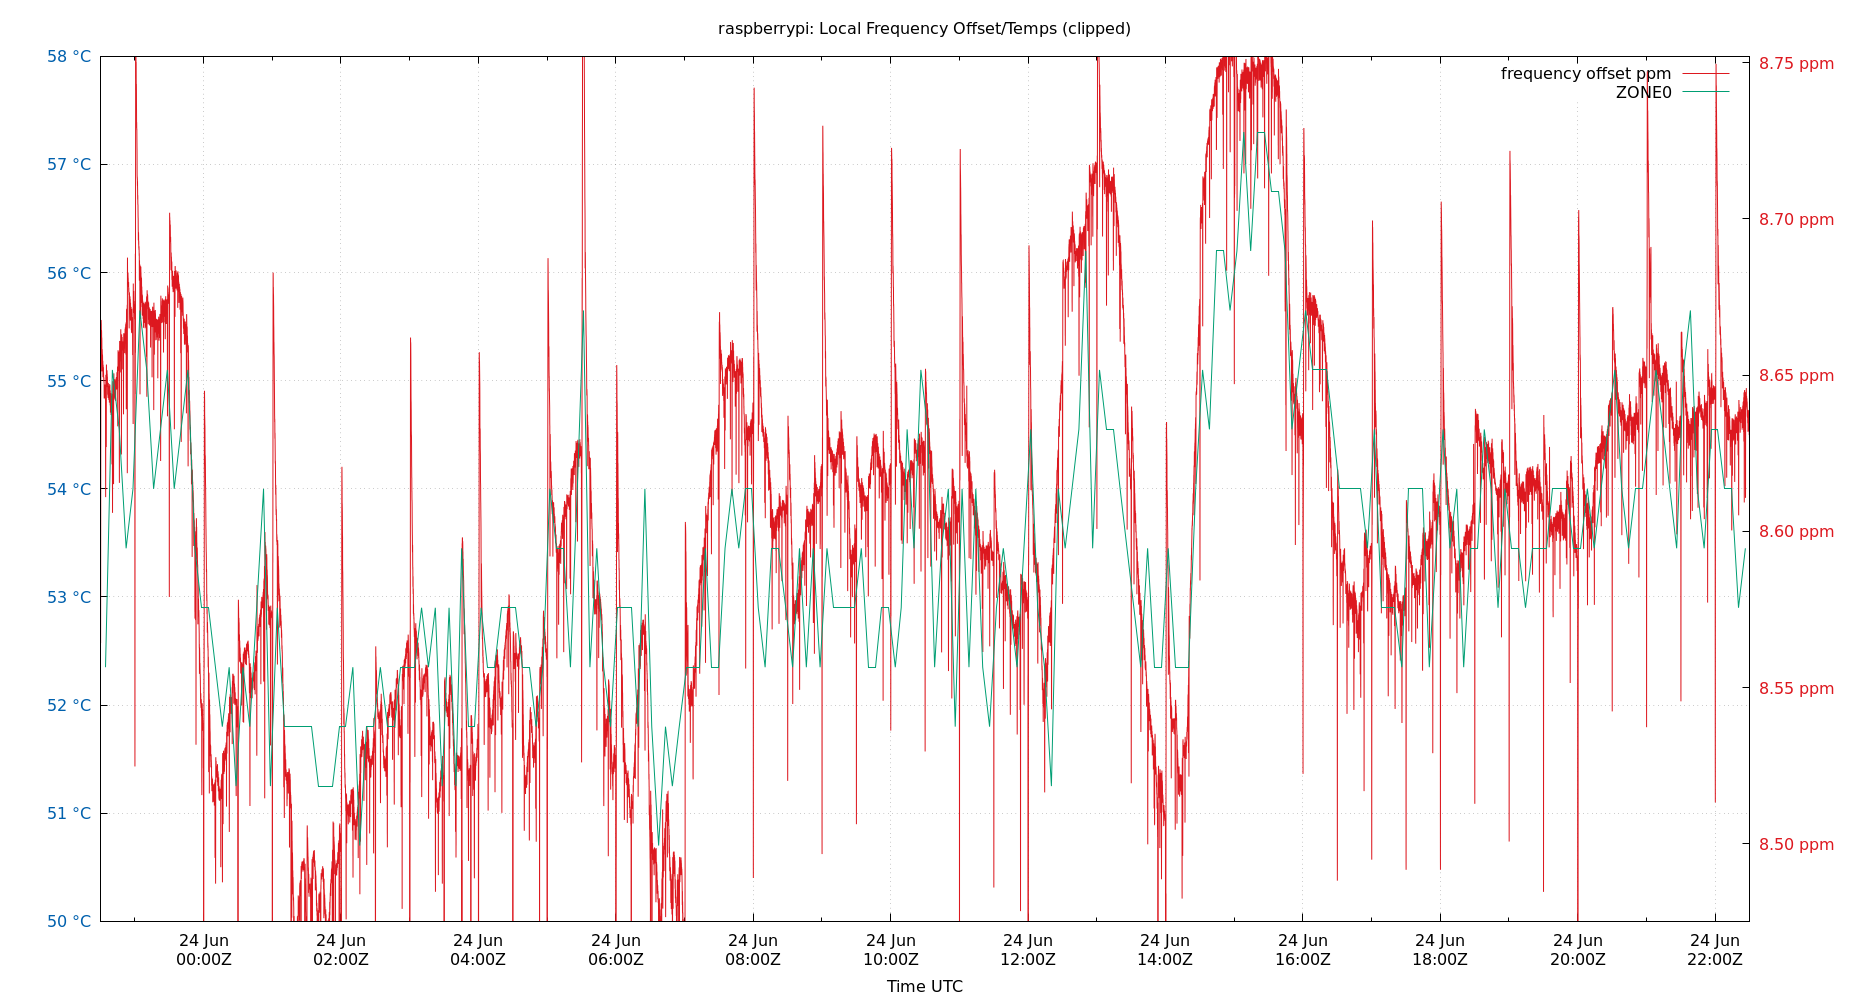 raspberrypi: Local Frequency Offset/Temps (clipped)
58 °C
57 °C
56 °C
55 °C
54 °C
53 °C
52 °C
51 °C
50 °C
8.75 ppm
8.70 ppm
8.65 ppm
8.60 ppm
8.55 ppm
8.50 ppm
frequency offset ppm
ZONE0
24 Jun 24 Jun 24 Jun 24 Jun 24 Jun 24 Jun 24 Jun 24 Jun 24 Jun 24 Jun 24 Jun 24 Jun
00:00Z 02:00Z 04:00Z 06:00Z 08:00Z 10:00Z 12:00Z 14:00Z 16:00Z 18:00Z 20:00Z 22:00Z
Time UTC